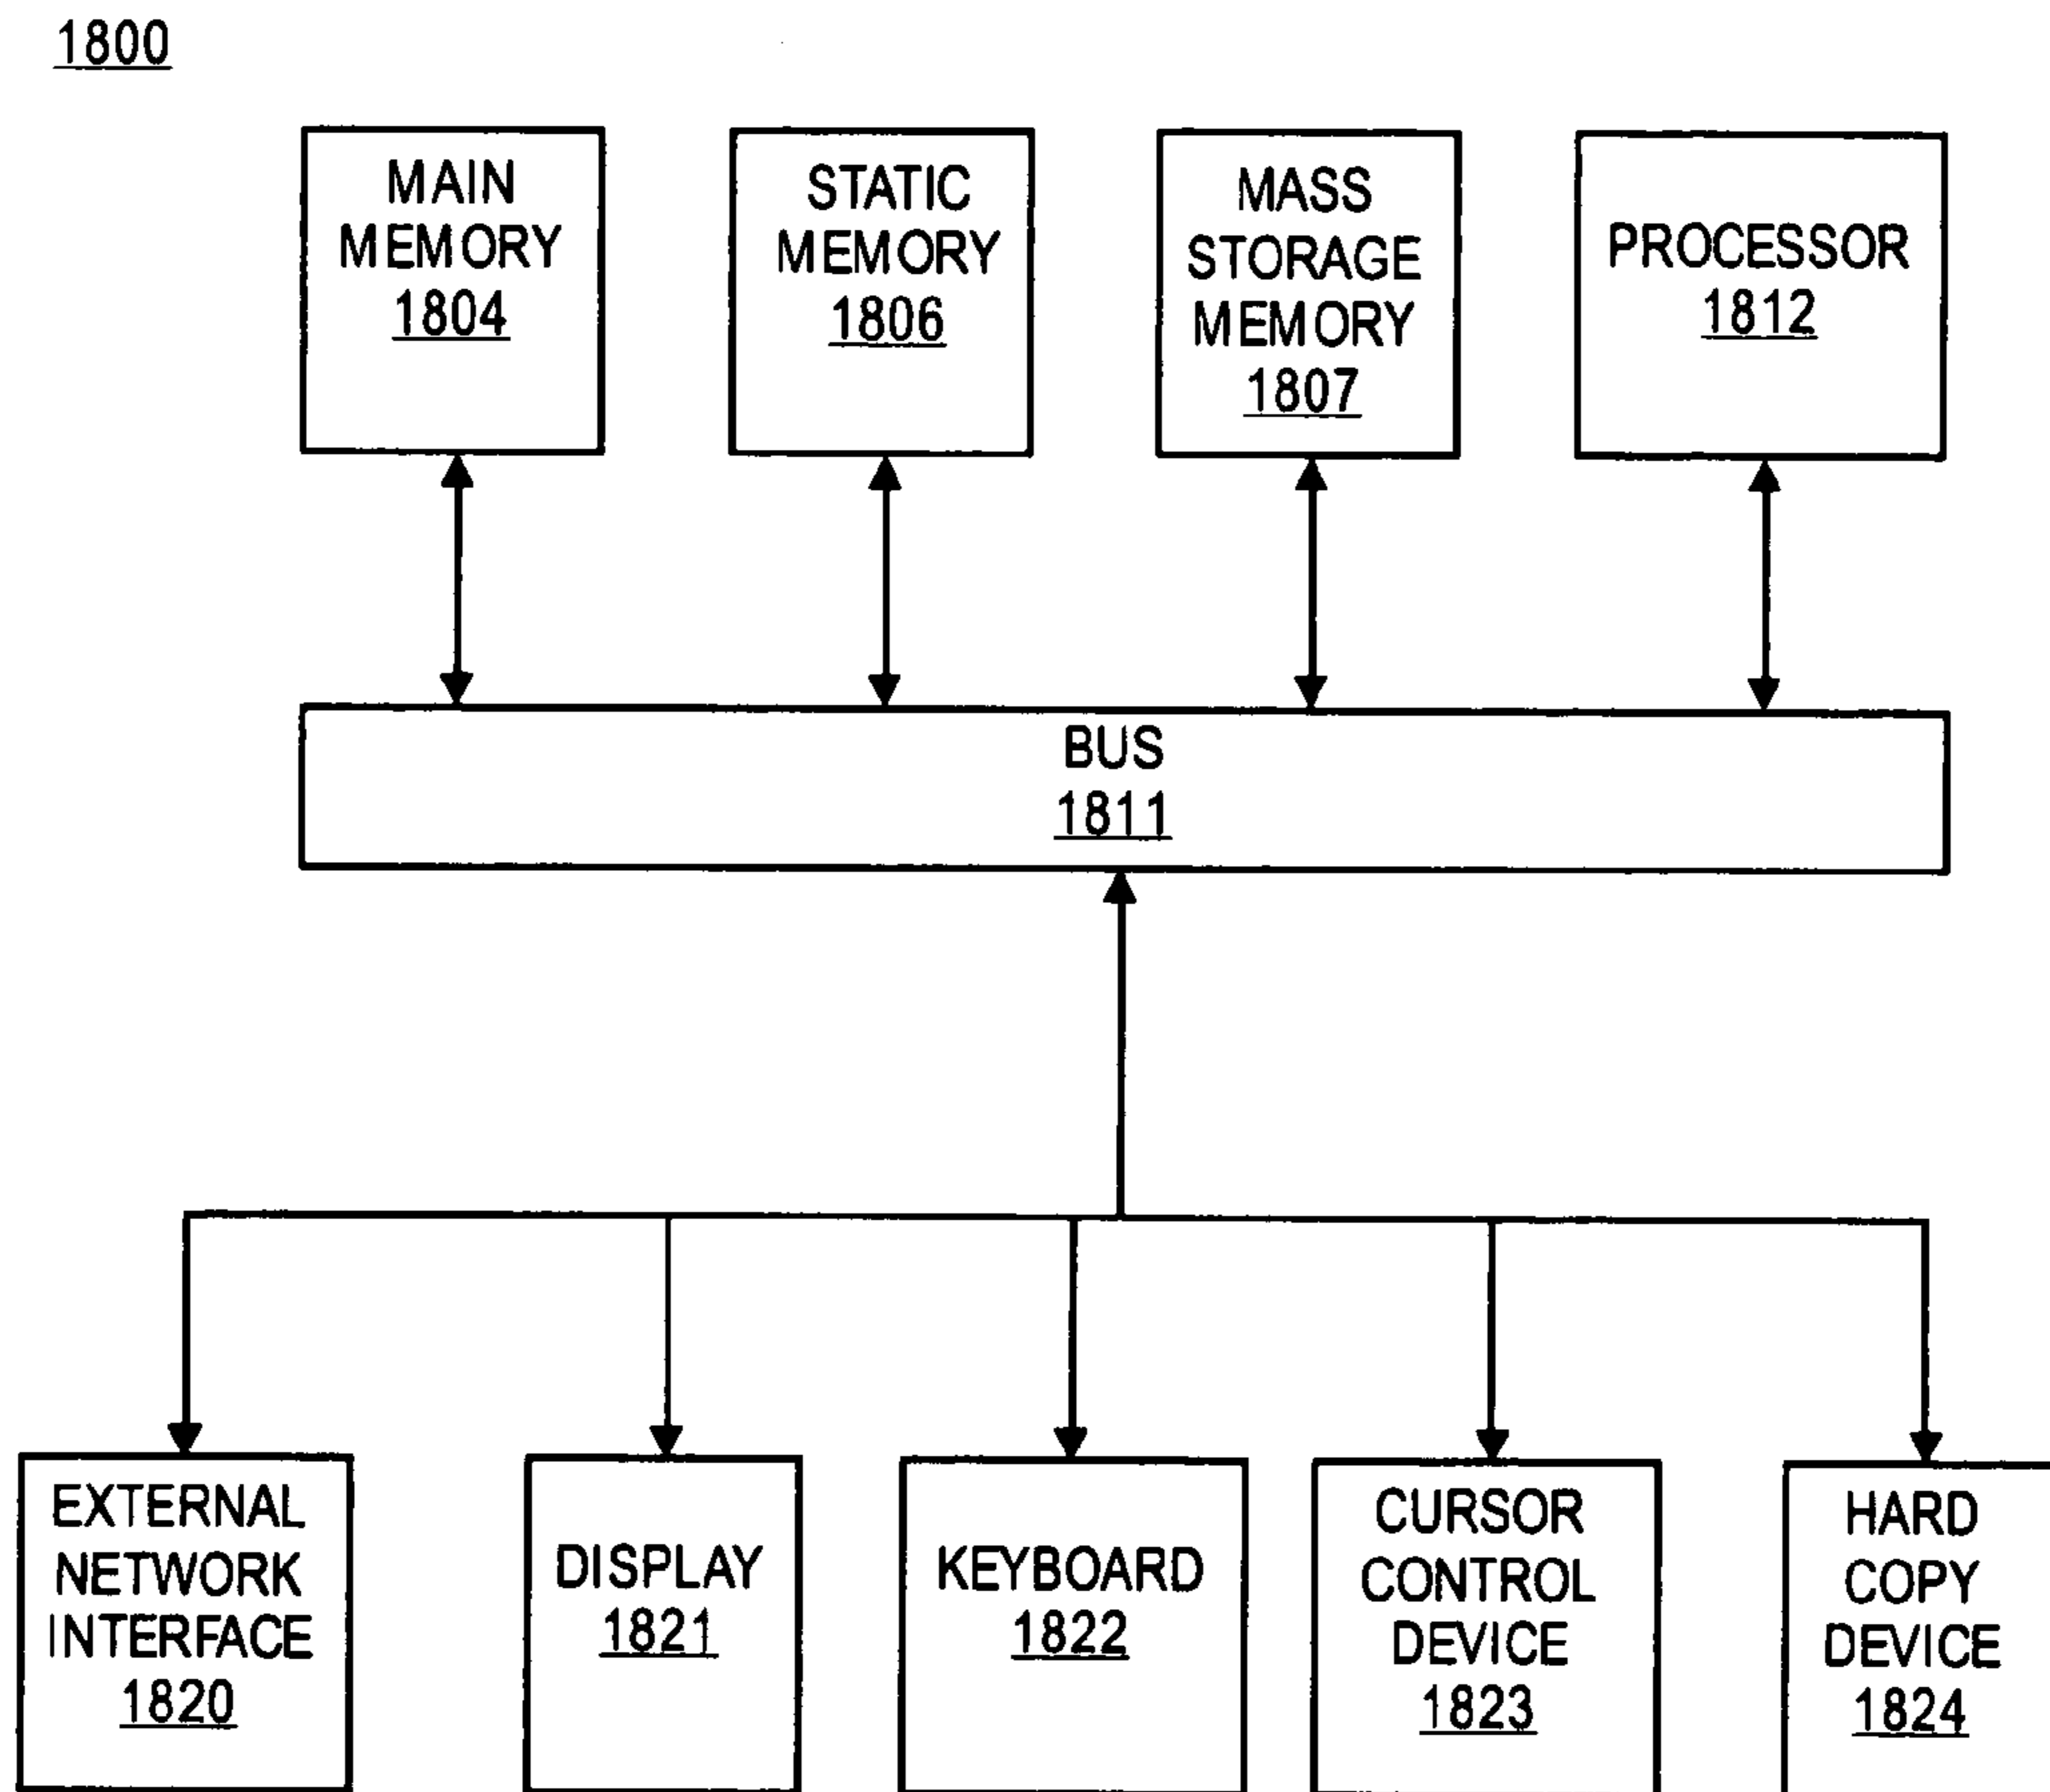 1800
MAIN
MEMORY
1804
STATIC
MEMORY
1806
MASS
STORAGE
MEMORY
1807
PROCESSOR
1812
BUS
1811
EXTERNAL
NETWORK
INTERFACE
1820
DISPLAY
1821
KEYBOARD
1822
CURSOR
CONTROL
DEVICE
1823
HARD
COPY
DEVICE
1824